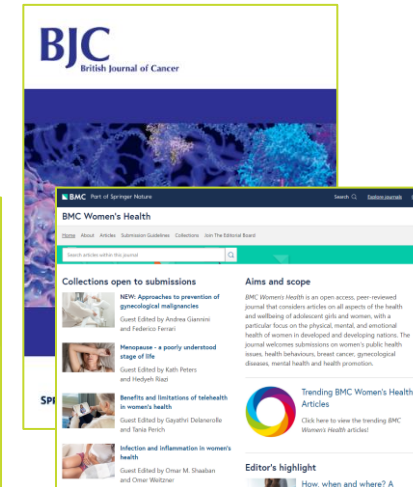 BJC
British Journal of Cancer
BMC Part of Springer Nature
Search
Explore journals
BMC Women's Health
Home About Articles Submission Guidelines Collections Join The Editorial Board
Search articles within this journal
Collections open to submissions
NEW: Approaches to prevention of
gynecological malignancies
Guest Edited by Andrea Giannini
and Federico Ferrari
Menopause - a poorly understood
stage of life
Guest Edited by Kath Peters
and Hedyeh Riazi
Benefits and limitations of telehealth
in women's health
Guest Edited by Gayathri Delanerolle
and Tania Perich
Infection and inflammation in women's
health
Guest Edited by Omar M. Shaaban
and Omer Weitzner
Aims and scope
BMC Women's Health is an open access, peer-reviewed
journal that considers articles on all aspects of the health
and wellbeing of adolescent girls and women, with a
particular focus on the physical, mental, and emotional
health of women in developed and developing nations. The
journal welcomes submissions on women's public health
issues, health behaviours, breast cancer, gynecological
diseases, mental health and health promotion.
Trending BMC Women's Health
Articles
Click here to view the trending BMC
Women's Health articles!
Editor's highlight
How, when and where? A